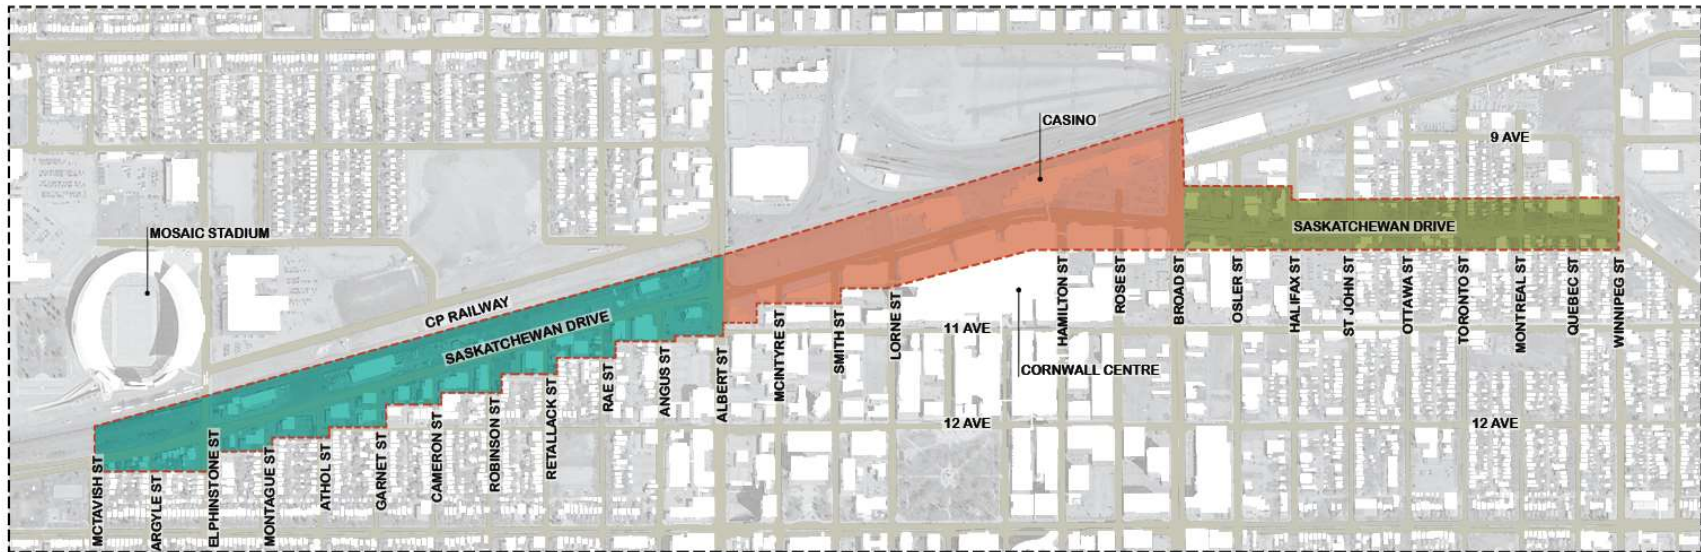 CASINO
9 AVE
MOSAIC STADIUM
SASKATCHEWAN DRIVE
CP RAILWAY
SASKATCHEWAN DRIVE
11 AVE
CORNWALL CENTRE
12 AVE
12 AVE
MCTAVISH ST
ARGYLE ST
ELPHINSTONE ST
MONTAGUE ST
ATHOL ST
GARNET ST
CAMERON ST
ROBINSON ST
RETALLACK ST
RAE ST
ANGUS ST
ALBERT ST
MCINTYRE ST
SMITH ST
LORNE ST
HAMILTON ST
ROSE ST
BROAD ST
OSLER ST
HALIFAX ST
ST JOHN ST
OTTAWA ST
TORONTO ST
MONTREAL ST
QUEBEC ST
WINNIPEG ST